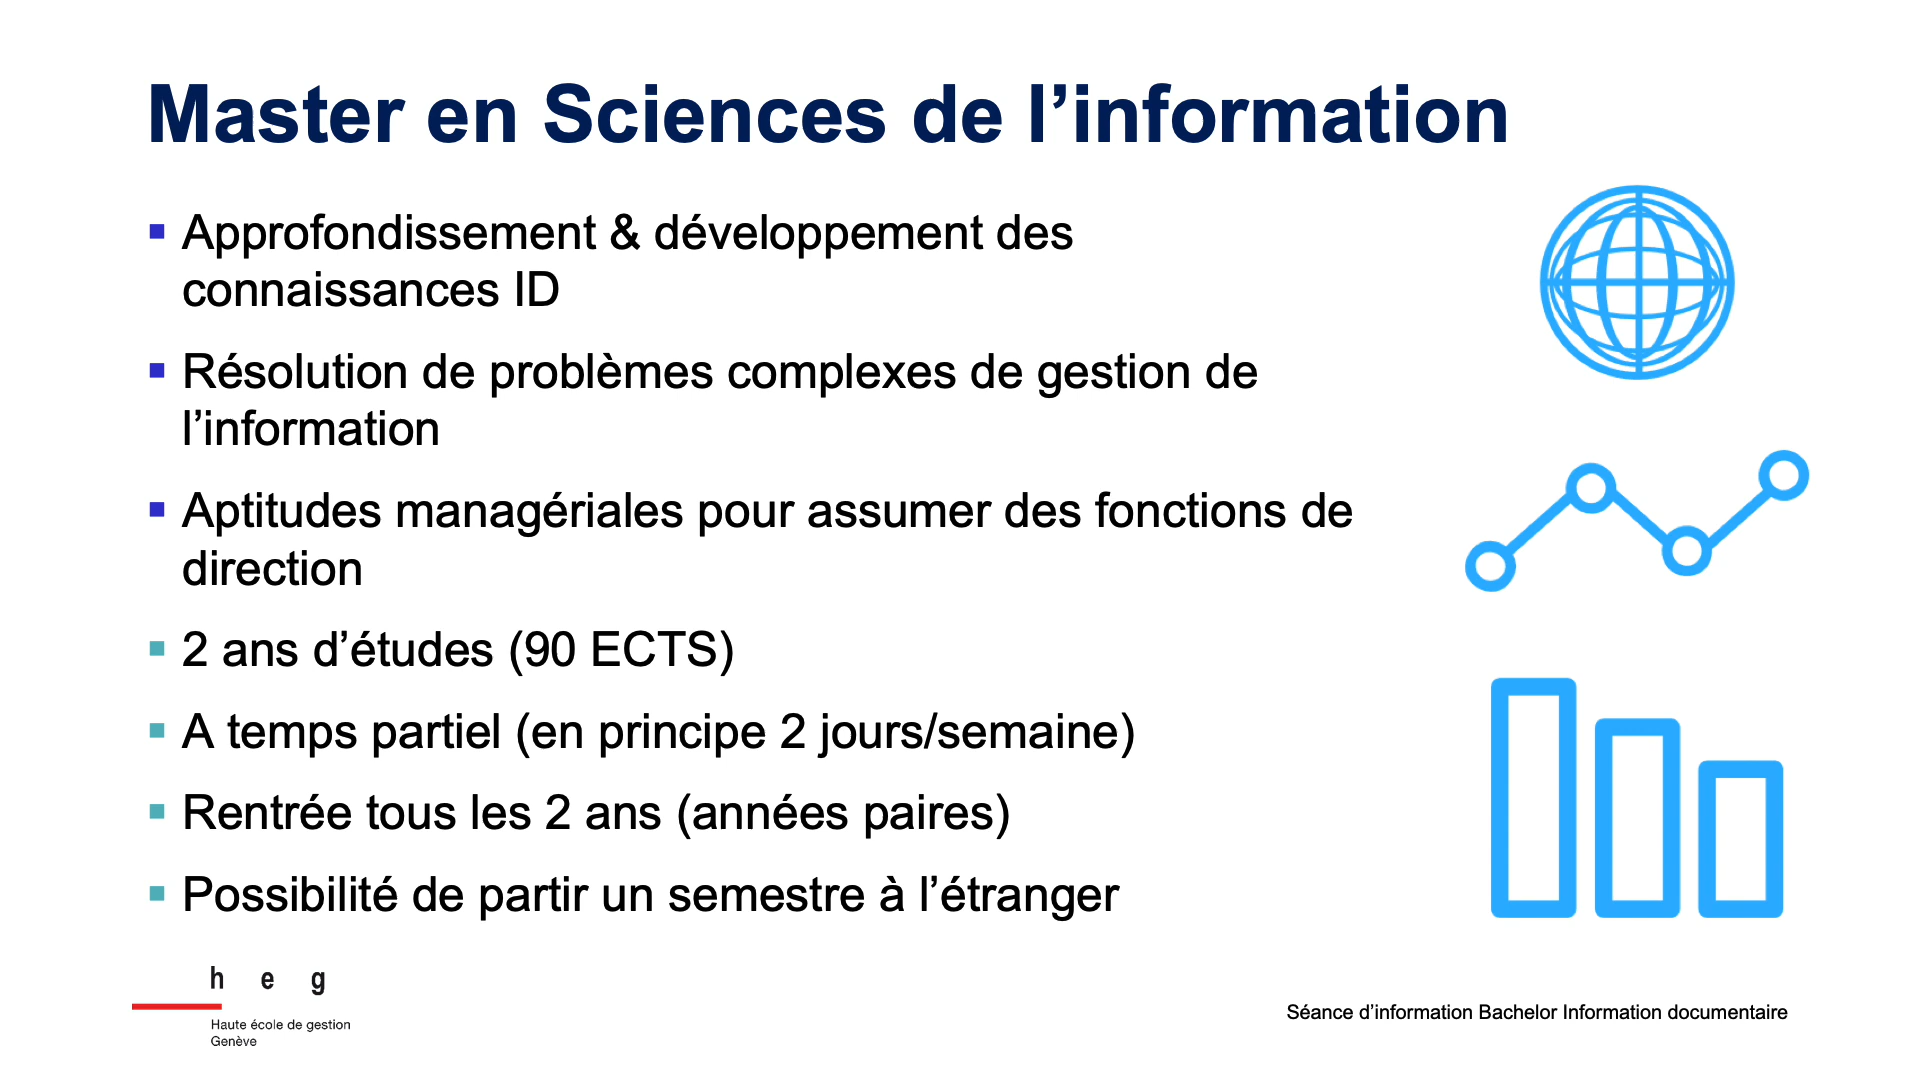 Master en Sciences de l’information
Approfondissement & développement des
connaissances ID
Résolution de problèmes complexes de gestion de
l’information
Aptitudes managériales pour assumer des fonctions de
direction
2 ans d’études (90 ECTS)
A temps partiel (en principe 2 jours/semaine)
Rentrée tous les 2 ans (années paires)
Possibilité de partir un semestre à l’étranger
h e g
Haute école de gestion
Genève
Séance d’information Bachelor Information documentaire